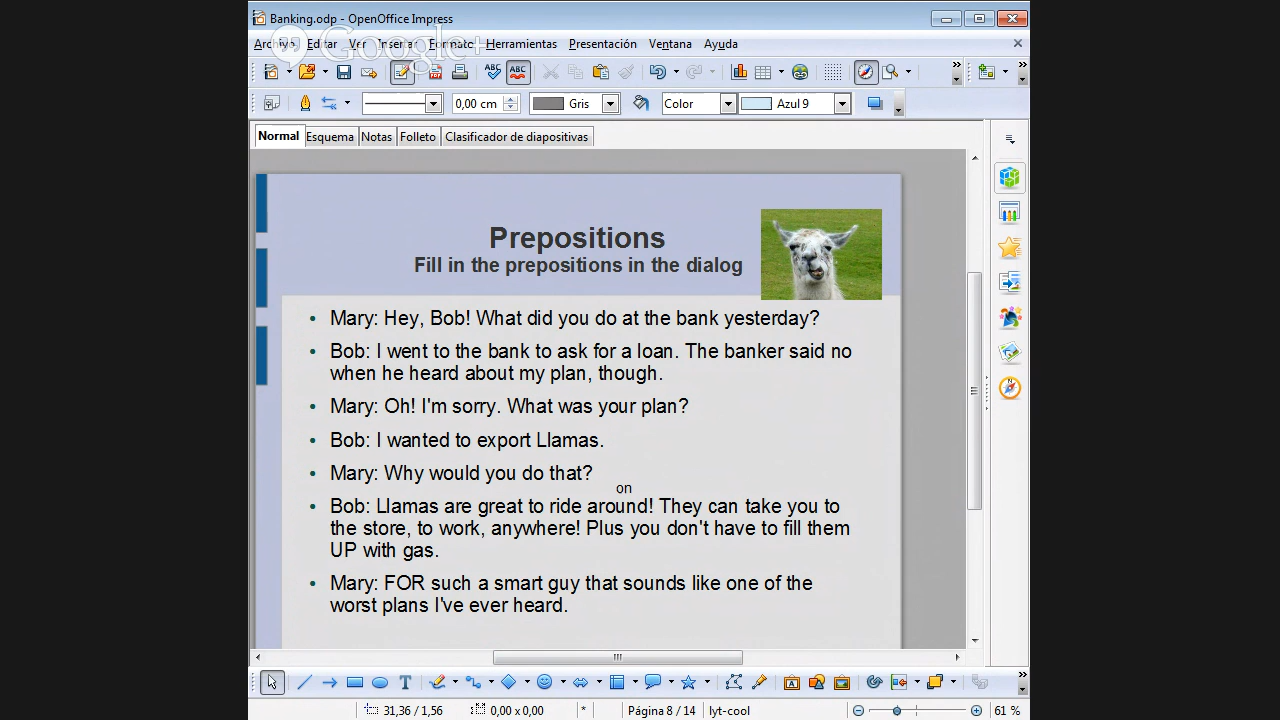 Banking.odp - OpenOffice Impress
Archivo Editar Ver Insertar Formato Herramientas Presentación Ventana Ayuda
Google+
ABC ABC
0,00 cm Gris Color Azul 9
Normal Esquema Notas Folleto Clasificador de diapositivas
Prepositions
Fill in the prepositions in the dialog
• Mary: Hey, Bob! What did you do at the bank yesterday?
• Bob: I went to the bank to ask for a loan. The banker said no
when he heard about my plan, though.
• Mary: Oh! I'm sorry. What was your plan?
• Bob: I wanted to export Llamas.
• Mary: Why would you do that?
on
• Bob: Llamas are great to ride around! They can take you to
the store, to work, anywhere! Plus you don't have to fill them
UP with gas.
• Mary: FOR such a smart guy that sounds like one of the
worst plans I've ever heard.
31,36 / 1,56 0,00 x 0,00 * Página 8 / 14 lyt-cool 61 %